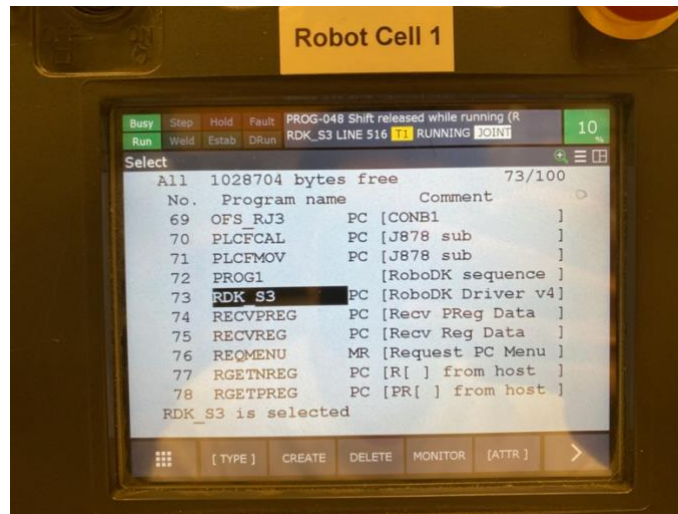 Robot Cell 1
Busy Step Hold Fault PROG-048 Shift released while running (R
Run Weld Estab DRun RDK_S3 LINE 516 T1 RUNNING JOINT 10 %
Select
All 1028704 bytes free 73/100
No. Program name Comment
69 OFS_RJ3 PC [CONB1 ]
70 PLCFCAL PC [J878 sub ]
71 PLCFMOV PC [J878 sub ]
72 PROG1 [RoboDK sequence ]
73 RDK_S3 PC [RoboDK Driver v4]
74 RECVPREG PC [Recv PReg Data ]
75 RECVREG PC [Recv Reg Data ]
76 REQMENU MR [Request PC Menu ]
77 RGETNREG PC [R[ ] from host ]
78 RGETPREG PC [PR[ ] from host ]
RDK_S3 is selected
[ TYPE ] CREATE DELETE MONITOR [ATTR ] >